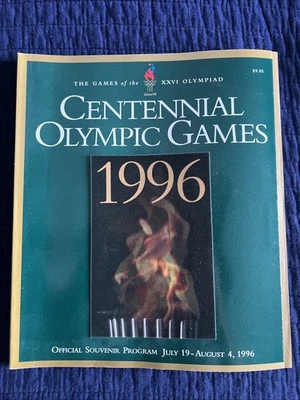 $9.95
THE GAMES of the XXVI OLYMPIAD
CENTENNIAL
OLYMPIC GAMES
1996
OFFICIAL SOUVENIR PROGRAM JULY 19–AUGUST 4, 1996